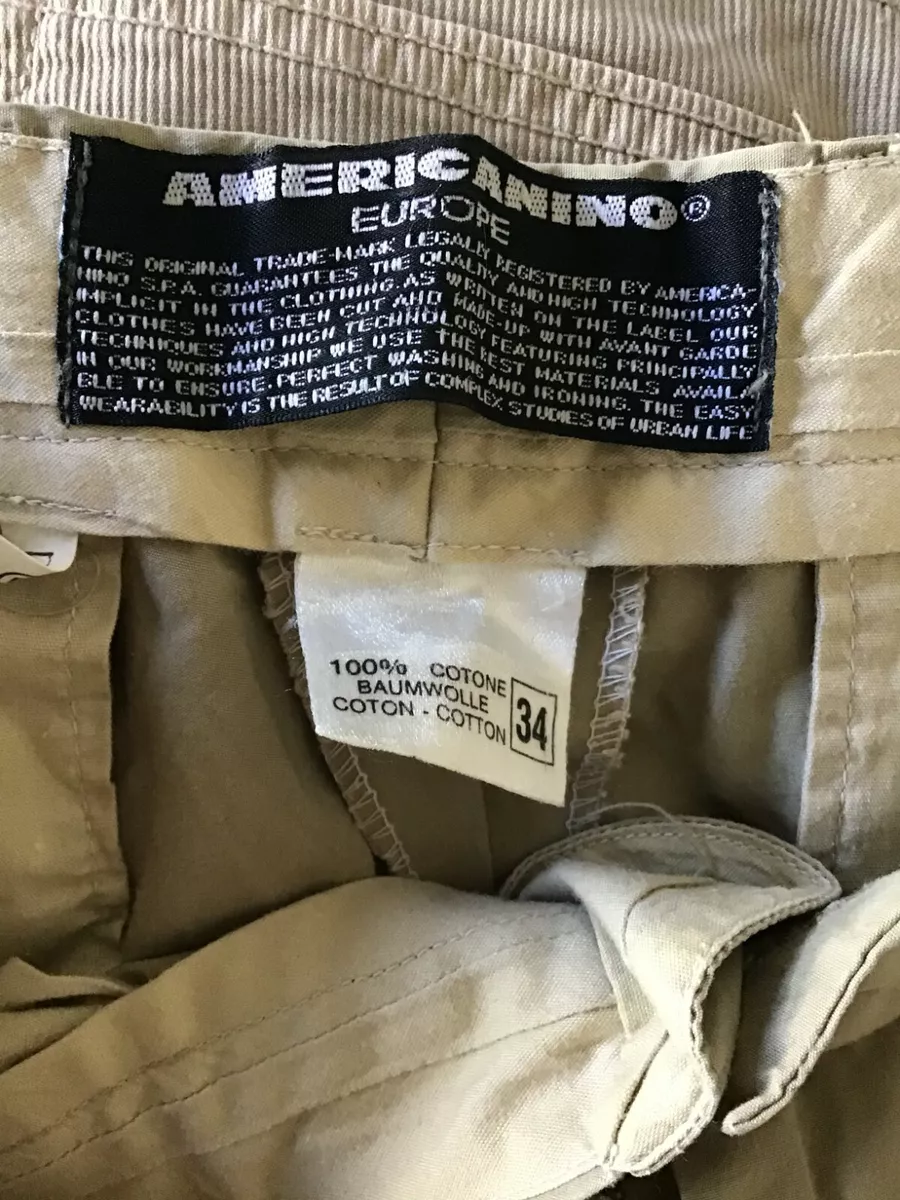 AMERICANINO®
EUROPE
THIS ORIGINAL TRADE-MARK LEGALLY REGISTERED BY AMERICA-
NINO S.P.A. GUARANTEES THE QUALITY AND HIGH TECHNOLOGY
IMPLICIT IN THE CLOTHING AS WRITTEN ON THE LABEL OUR
CLOTHES HAVE BEEN CUT AND MADE-UP WITH AVANT GARDE
TECHNIQUES AND HIGH TECHNOLOGY FEATURING PRINCIPALLY
IN OUR WORKMANSHIP WE USE THE BEST MATERIALS AVAILA
BLE TO ENSURE PERFECT WASHING AND IRONING. THE EASY
WEARABILITY IS THE RESULT OF COMPLEX STUDIES OF URBAN LIFE
100% COTONE
BAUMWOLLE
COTON - COTTON
34